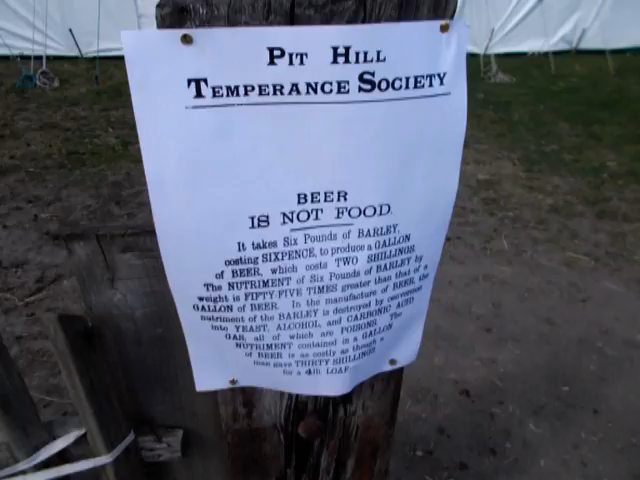 PIT HILL
TEMPERANCE SOCIETY
BEER
IS NOT FOOD.
It takes Six Pounds of BARLEY,
costing SIXPENCE, to produce a GALLON
of BEER, which costs TWO SHILLINGS.
The NUTRIMENT of Six Pounds of BARLEY by
weight is FIFTY-FIVE TIMES greater than that of a
GALLON of BEER. In the manufacture of BEER, the
nutriment of the BARLEY is destroyed by conversion
into YEAST, ALCOHOL, and CARBONIC ACID
GAS, all of which are POISONS. The
NUTRIMENT contained in a GALLON
of BEER is as costly as though a
man gave THIRTY SHILLINGS
for a 4lb. LOAF.